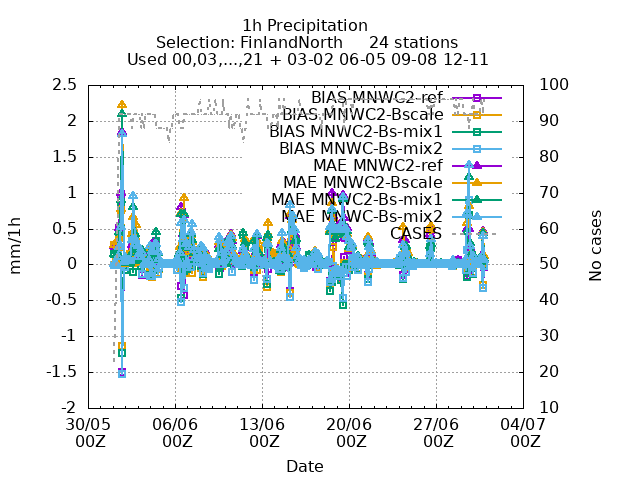 1h Precipitation
Selection: FinlandNorth 24 stations
Used 00,03,...,21 + 03-02 06-05 09-08 12-11
2.5 100
BIAS MNWC2-ref
BIAS MNWC2-Bscale
2 90
BIAS MNWC2-Bs-mix1
BIAS MNWC-Bs-mix2
1.5 80
MAE MNWC2-ref
MAE MNWC2-Bscale
1 70
MAE MNWC2-Bs-mix1
MAE MNWC-Bs-mix2
0.5 60
CASES
0 50
-0.5 40
-1 30
-1.5 20
-2 10
mm/1h
No cases
30/05 06/06 13/06 20/06 27/06 04/07
00Z 00Z 00Z 00Z 00Z 00Z
Date